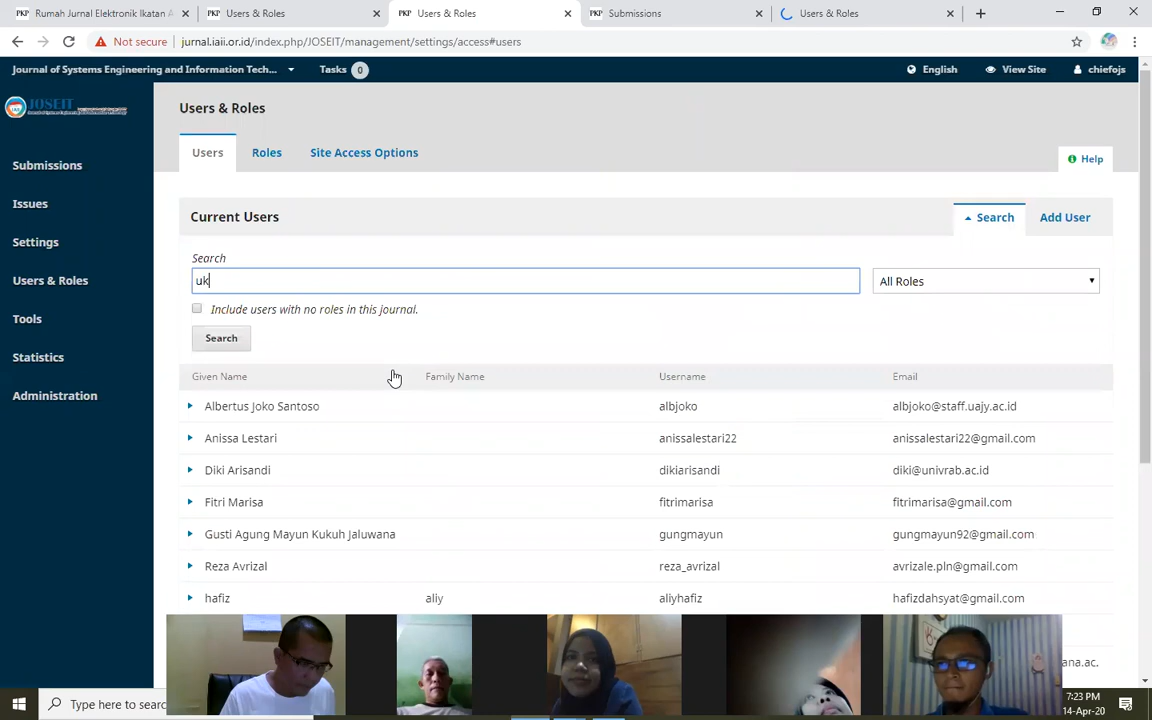 Rumah Jurnal Elektronik Ikatan A
Users & Roles
Users & Roles
Submissions
Users & Roles
Not secure jurnal.iaii.or.id/index.php/JOSEIT/management/settings/access#users
Journal of Systems Engineering and Information Tech...
Tasks 0
English
View Site
chiefojs
JOSEIT
Submissions
Issues
Settings
Users & Roles
Tools
Statistics
Administration
Users & Roles
Users
Roles
Site Access Options
Help
Current Users
Search
Add User
Search
uk
All Roles
Include users with no roles in this journal.
Search
Given Name Family Name Username Email
Albertus Joko Santoso albjoko albjoko@staff.uajy.ac.id
Anissa Lestari anissalestari22 anissalestari22@gmail.com
Diki Arisandi dikiarisandi diki@univrab.ac.id
Fitri Marisa fitrimarisa fitrimarisa@gmail.com
Gusti Agung Mayun Kukuh Jaluwana gungmayun gungmayun92@gmail.com
Reza Avrizal reza_avrizal avrizale.pln@gmail.com
hafiz aliy aliyhafiz hafizdahsyat@gmail.com
ana.ac.
Type here to searc
7:23 PM
14-Apr-20